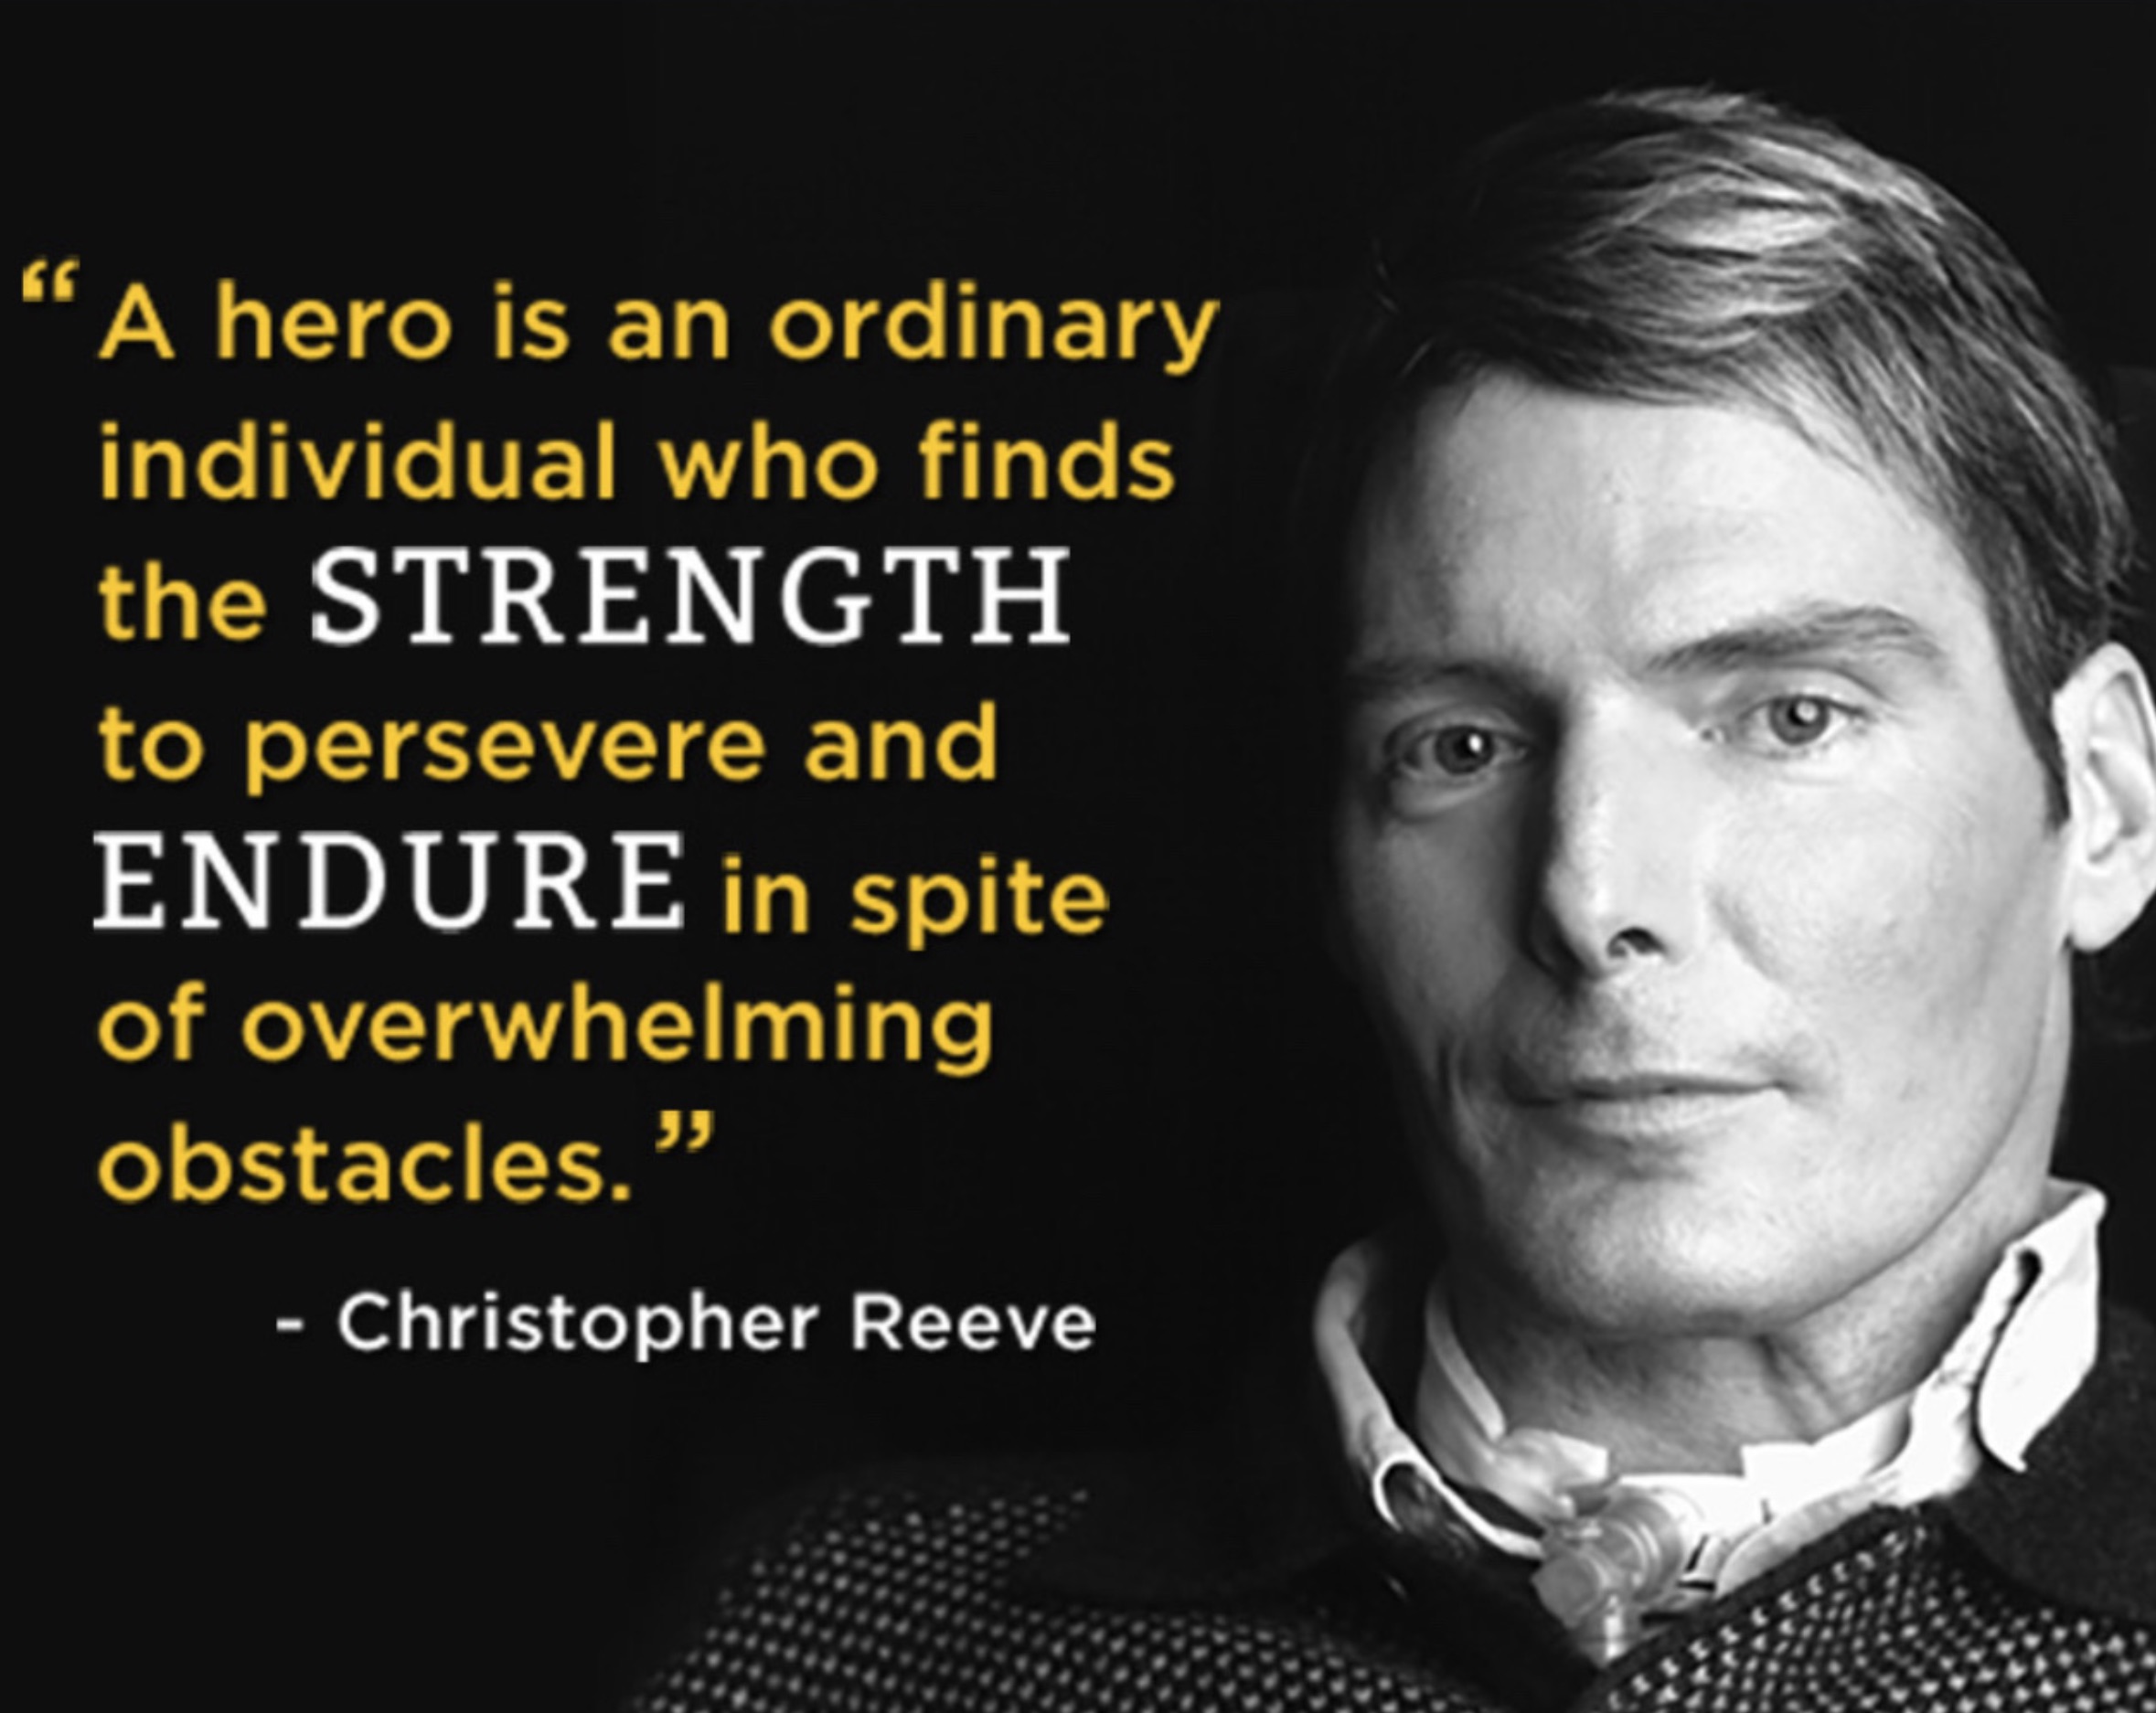 “ A hero is an ordinary
individual who finds
the STRENGTH
to persevere and
ENDURE in spite
of overwhelming
obstacles. ”
- Christopher Reeve